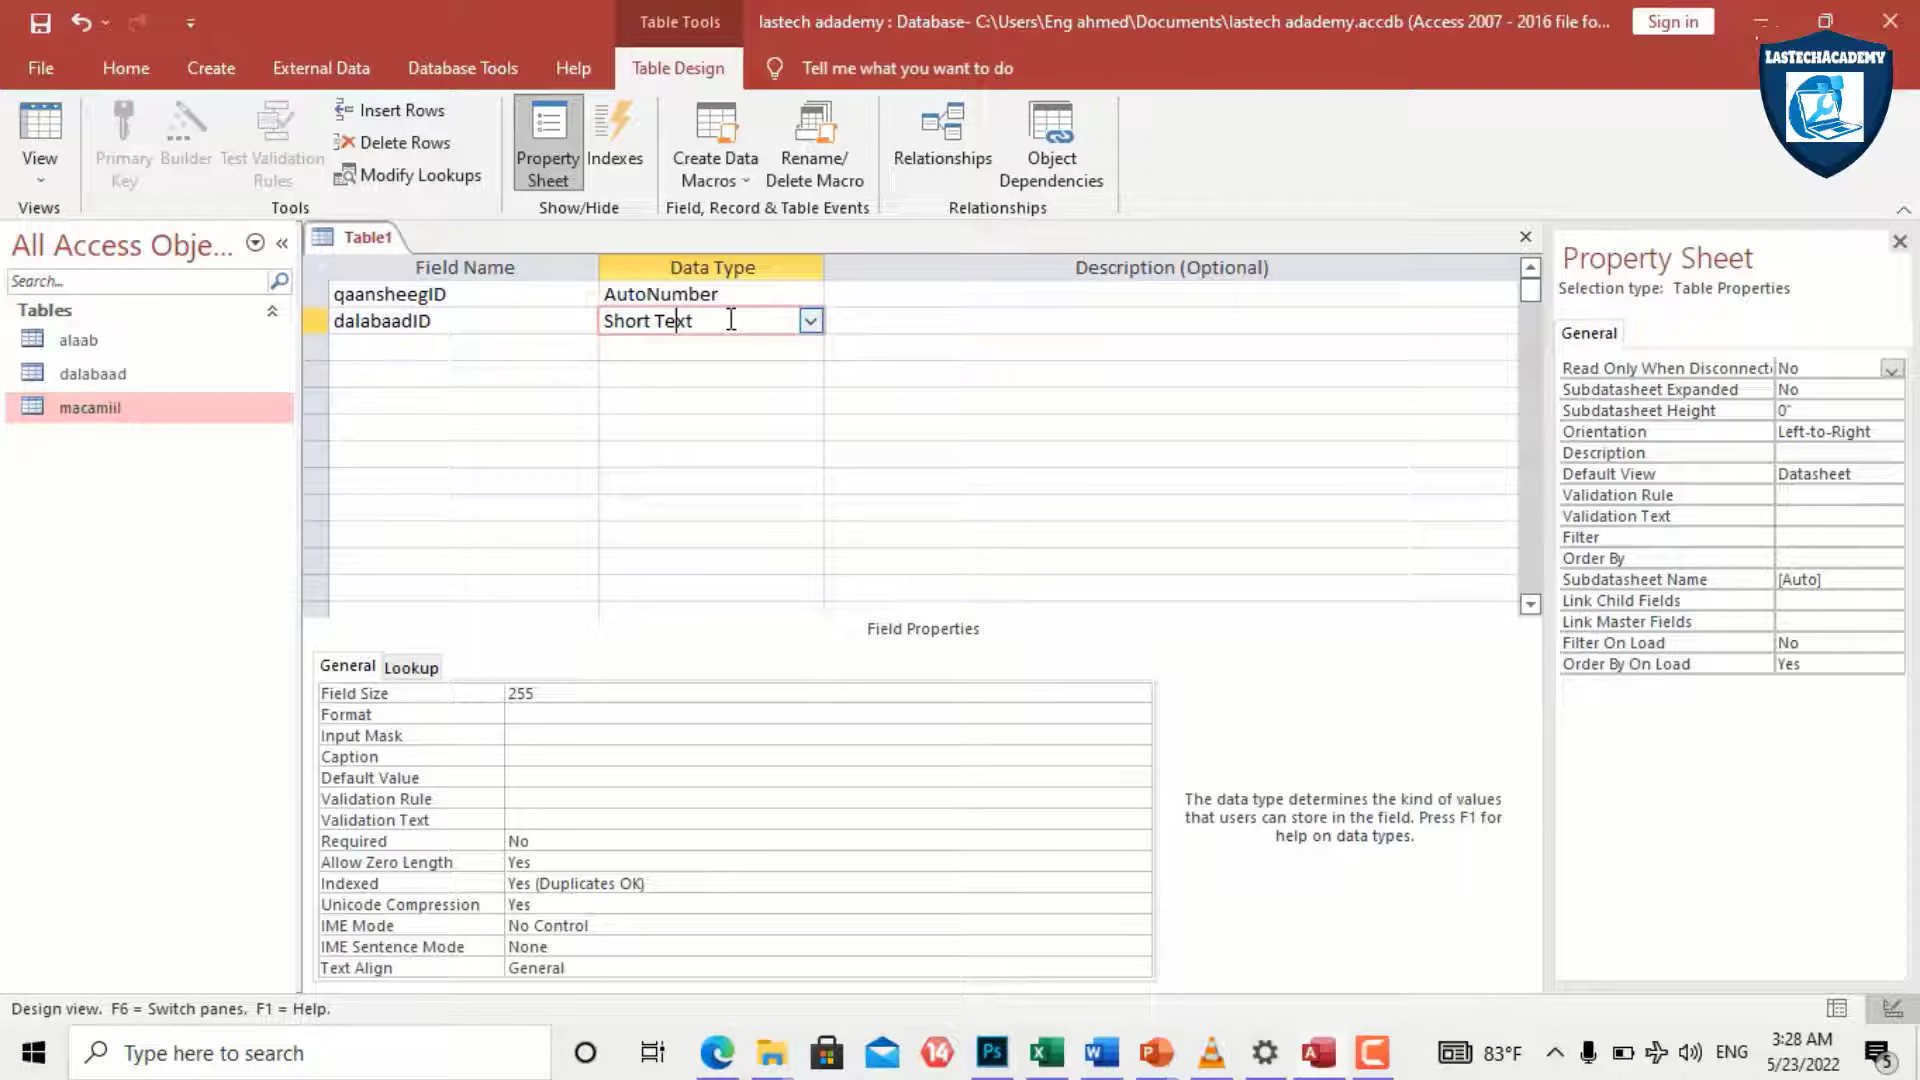 Table Tools
lastech adademy : Database- C:\Users\Eng ahmed\Documents\lastech adademy.accdb (Access 2007 - 2016 file fo...
Sign in
File
Home
Create
External Data
Database Tools
Help
Table Design
Tell me what you want to do
LASTECHACADEMY
View
Primary Key
Builder
Test Validation Rules
Insert Rows
Delete Rows
Modify Lookups
Property Sheet
Indexes
Create Data Macros
Rename/ Delete Macro
Relationships
Object Dependencies
Views
Tools
Show/Hide
Field, Record & Table Events
Relationships
All Access Obje...
Search...
Tables
alaab
dalabaad
macamiil
Table1
Field Name
Data Type
Description (Optional)
qaansheegID
AutoNumber
dalabaadID
Short Text
Field Properties
General
Lookup
Field Size
255
Format
Input Mask
Caption
Default Value
Validation Rule
Validation Text
Required
No
Allow Zero Length
Yes
Indexed
Yes (Duplicates OK)
Unicode Compression
Yes
IME Mode
No Control
IME Sentence Mode
None
Text Align
General
The data type determines the kind of values
that users can store in the field. Press F1 for
help on data types.
Property Sheet
Selection type: Table Properties
General
Read Only When Disconnect
No
Subdatasheet Expanded
No
Subdatasheet Height
0"
Orientation
Left-to-Right
Description
Default View
Datasheet
Validation Rule
Validation Text
Filter
Order By
Subdatasheet Name
[Auto]
Link Child Fields
Link Master Fields
Filter On Load
No
Order By On Load
Yes
Design view. F6 = Switch panes. F1 = Help.
Type here to search
14
Ps
83°F
ENG
3:28 AM
5/23/2022
5